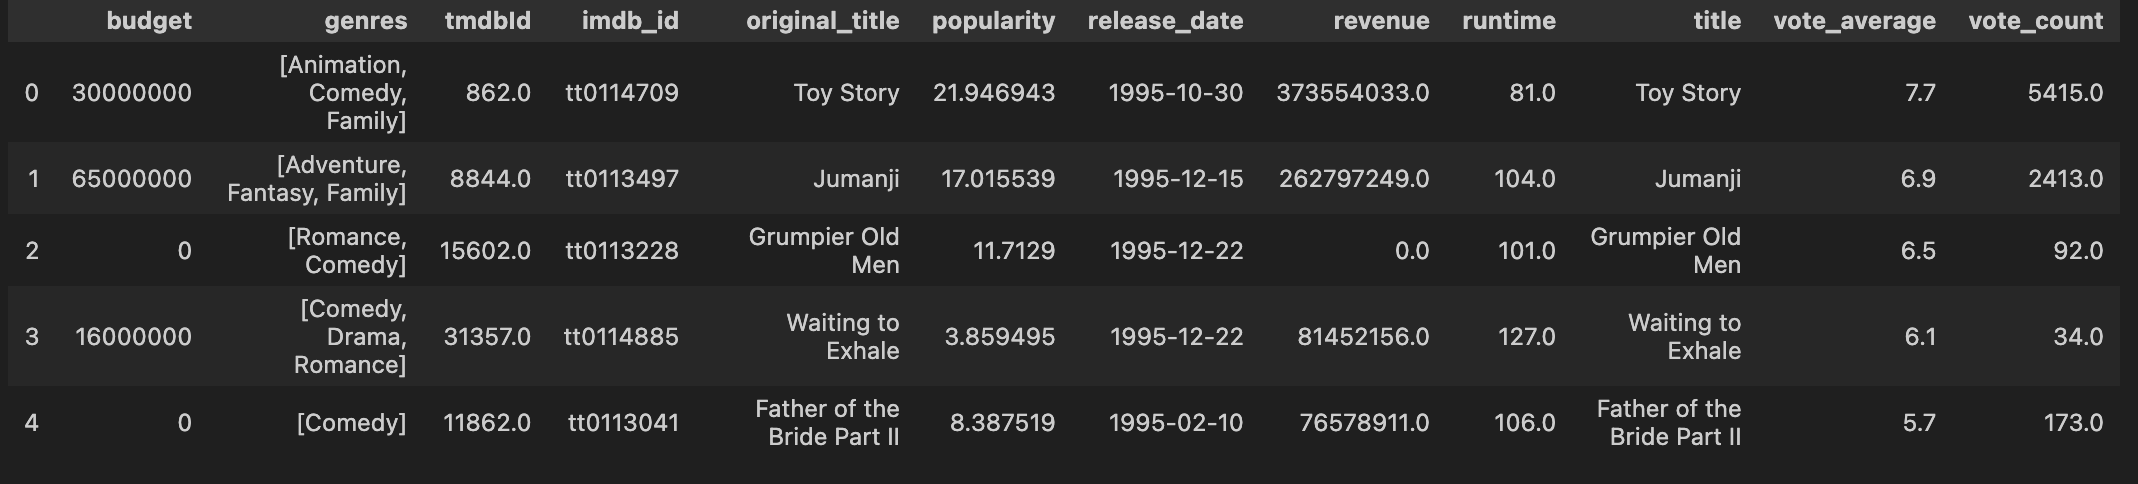 budget genres tmdbId imdb_id original_title popularity release_date revenue runtime title vote_average vote_count
0 30000000 [Animation, Comedy, Family] 862.0 tt0114709 Toy Story 21.946943 1995-10-30 373554033.0 81.0 Toy Story 7.7 5415.0
1 65000000 [Adventure, Fantasy, Family] 8844.0 tt0113497 Jumanji 17.015539 1995-12-15 262797249.0 104.0 Jumanji 6.9 2413.0
2 0 [Romance, Comedy] 15602.0 tt0113228 Grumpier Old Men 11.7129 1995-12-22 0.0 101.0 Grumpier Old Men 6.5 92.0
3 16000000 [Comedy, Drama, Romance] 31357.0 tt0114885 Waiting to Exhale 3.859495 1995-12-22 81452156.0 127.0 Waiting to Exhale 6.1 34.0
4 0 [Comedy] 11862.0 tt0113041 Father of the Bride Part II 8.387519 1995-02-10 76578911.0 106.0 Father of the Bride Part II 5.7 173.0